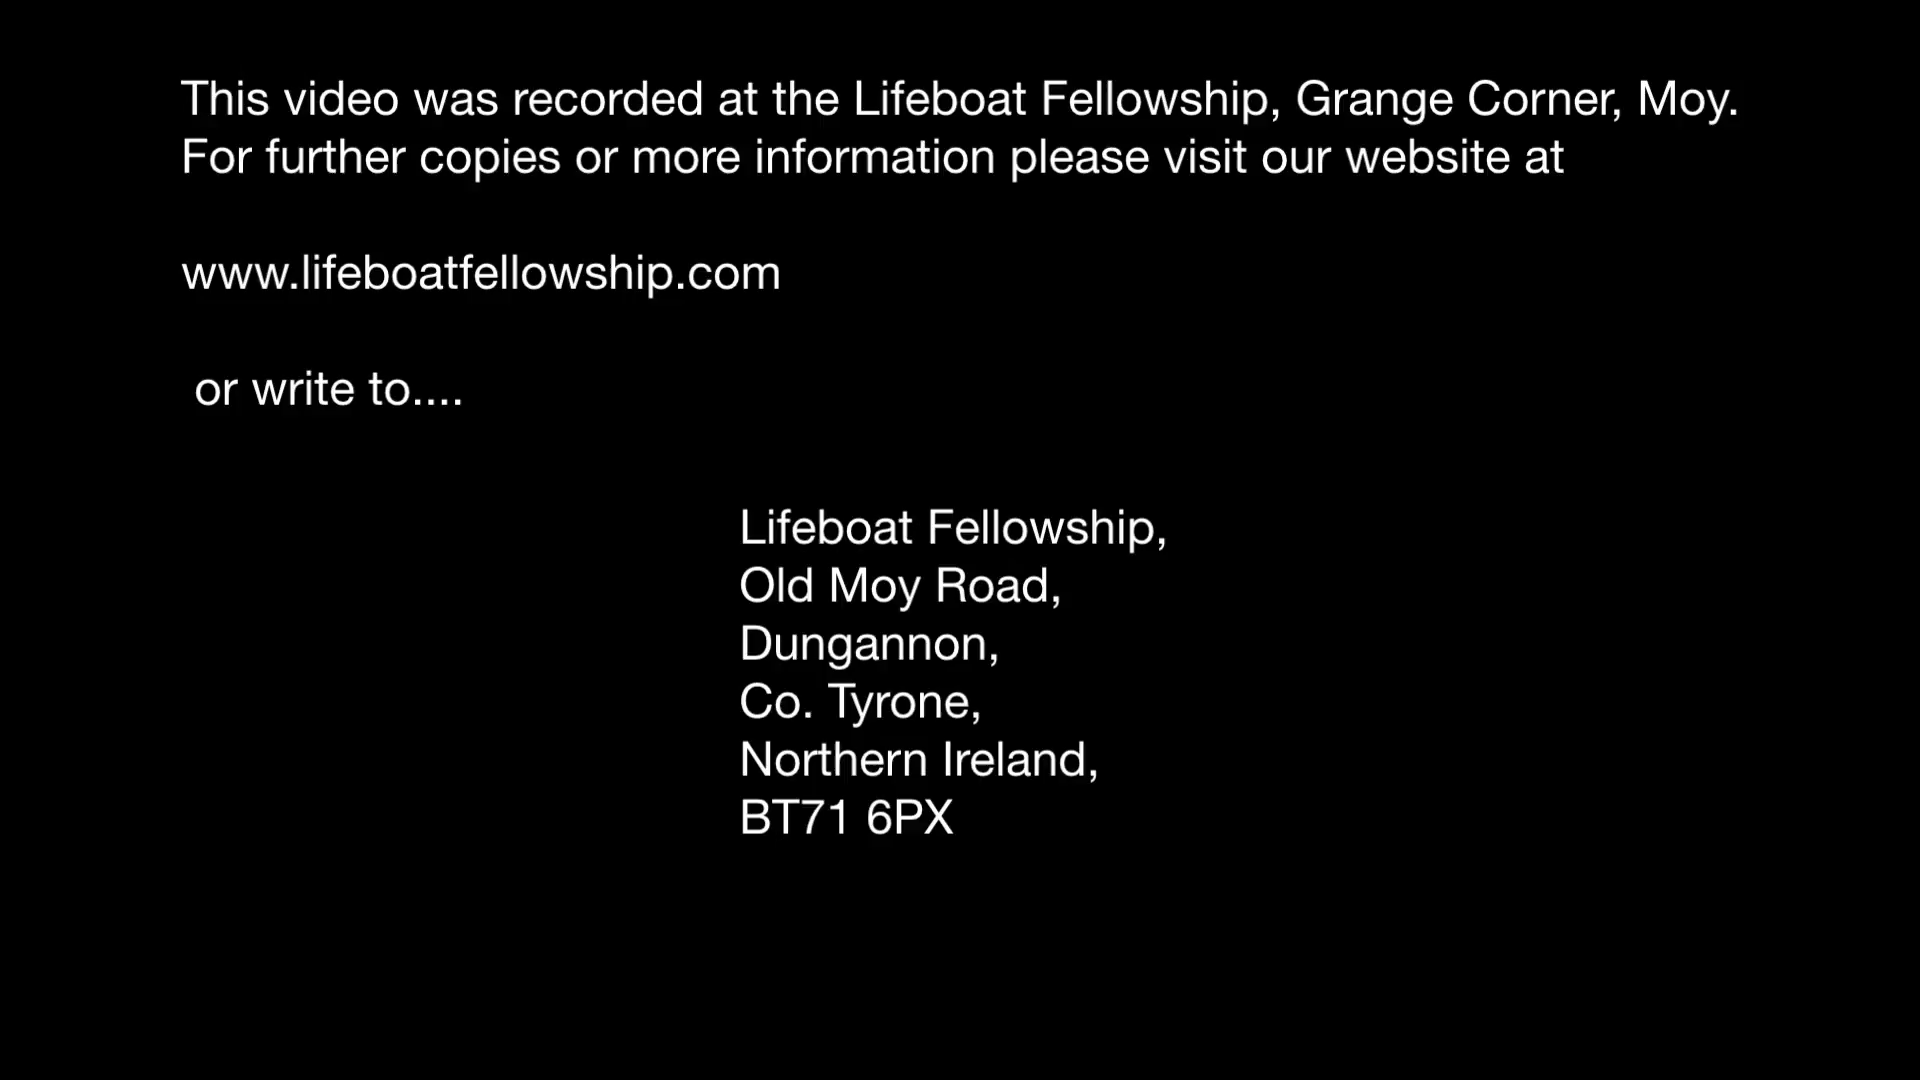 This video was recorded at the Lifeboat Fellowship, Grange Corner, Moy.
For further copies or more information please visit our website at
www.lifeboatfellowship.com
or write to....
Lifeboat Fellowship,
Old Moy Road,
Dungannon,
Co. Tyrone,
Northern Ireland,
BT71 6PX